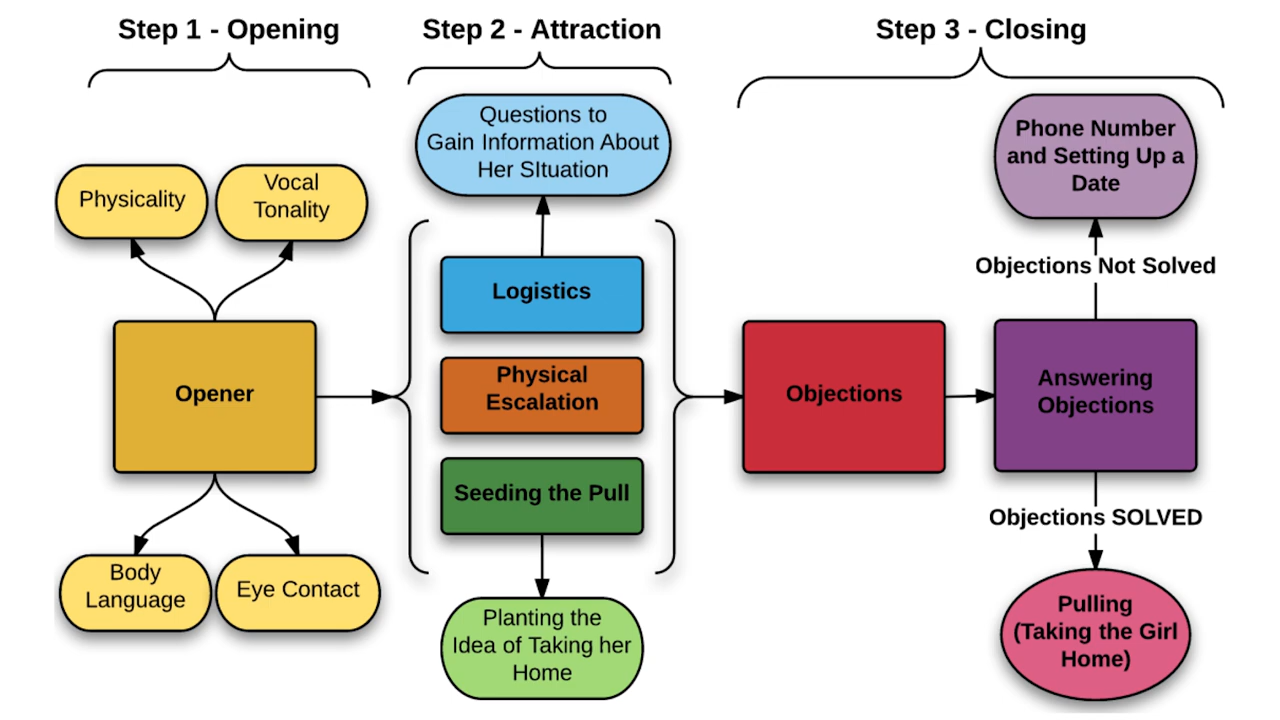 Step 1 - Opening
Step 2 - Attraction
Step 3 - Closing
Physicality
Vocal
Tonality
Opener
Body
Language
Eye Contact
Questions to
Gain Information About
Her SItuation
Logistics
Physical
Escalation
Seeding the Pull
Planting the
Idea of Taking her
Home
Objections
Answering
Objections
Objections Not Solved
Phone Number
and Setting Up a
Date
Objections SOLVED
Pulling
(Taking the Girl
Home)